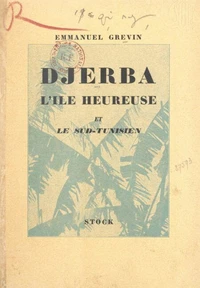 R
EMMANUEL GREVIN
DJERBA
L'ILE HEUREUSE
ET
LE SUD-TUNISIEN
STOCK